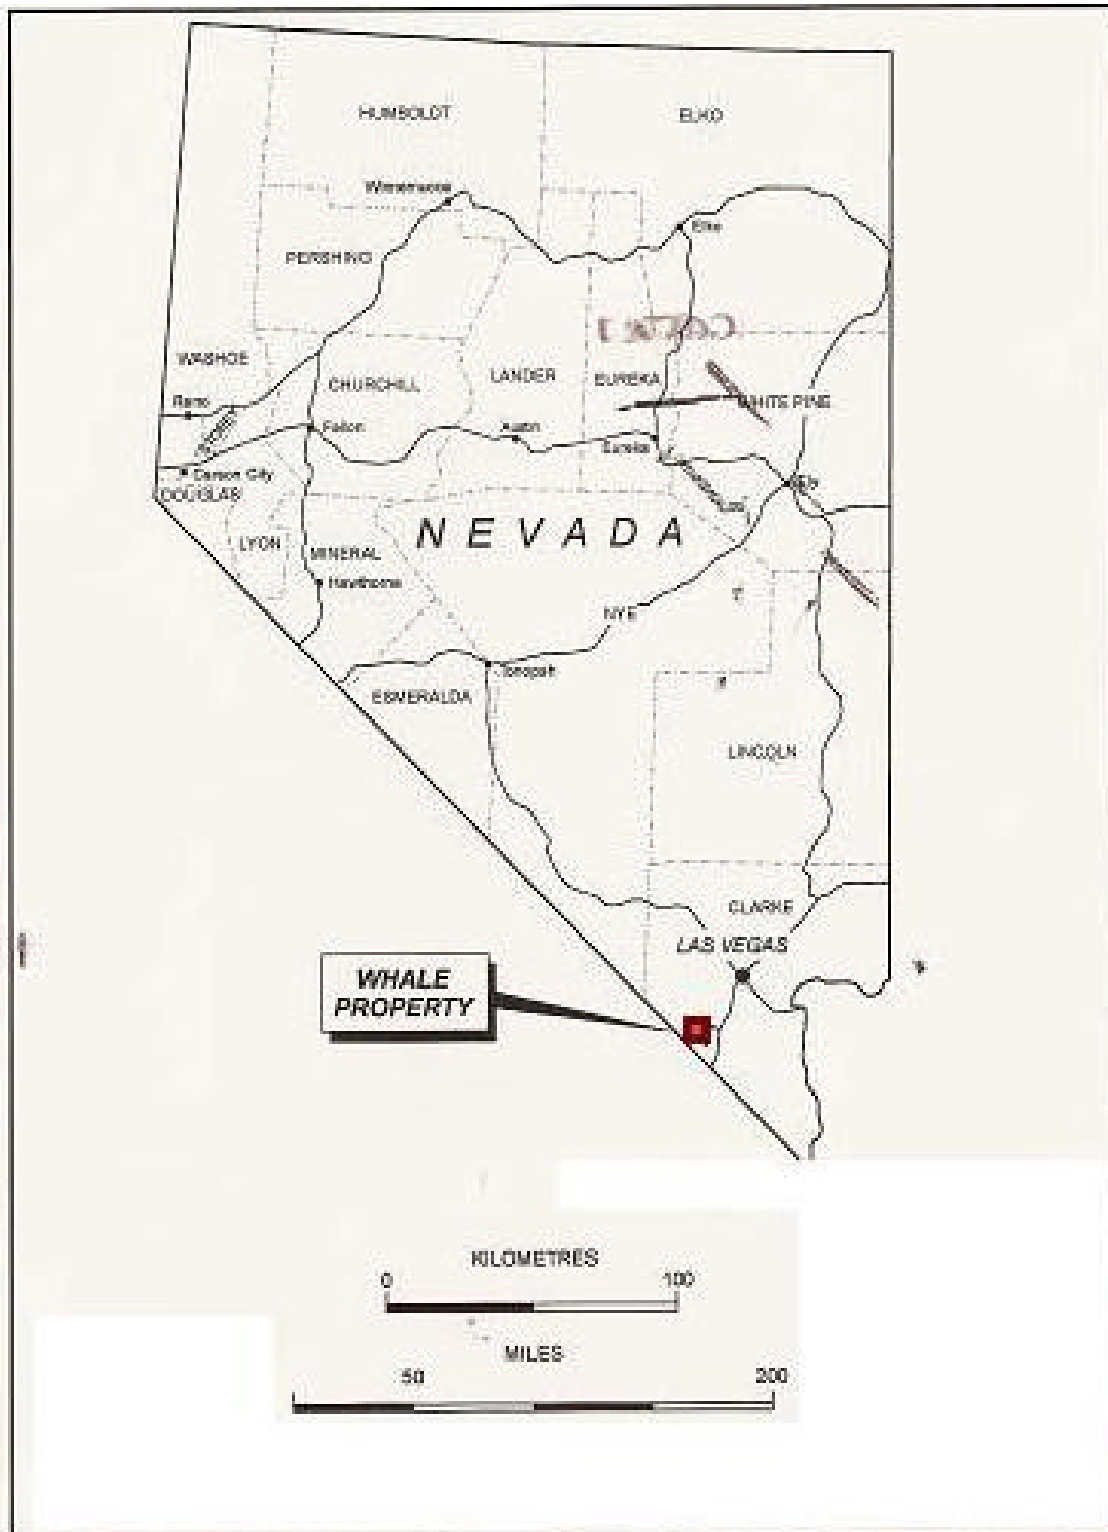 HUMBOLDT
ELKO
Winnemucca
Elko
PERSHING
WASHOE
CHURCHILL
LANDER
EUREKA
WHITE PINE
Reno
Fallon
Austin
Eureka
Carson City
Ely
DOUGLAS
NEVADA
LYON
MINERAL
Hawthorne
NYE
Tonopah
ESMERALDA
LINCOLN
CLARKE
LAS VEGAS
WHALE
PROPERTY
KILOMETRES
0 100
MILES
50 200